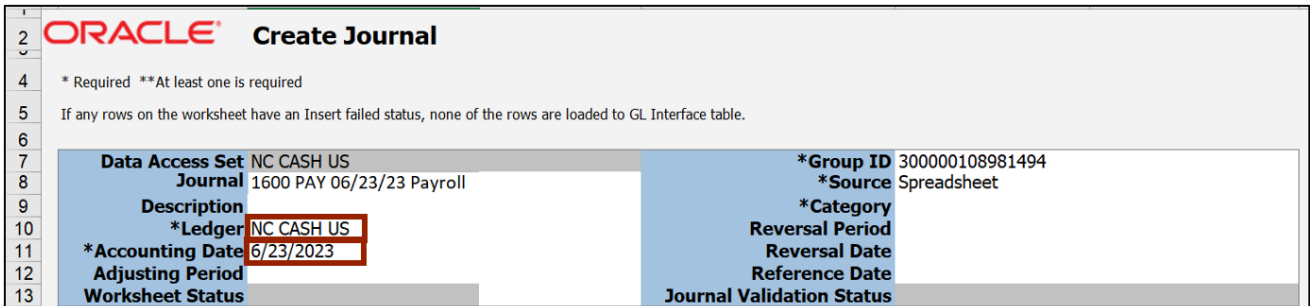 2 ORACLE Create Journal
4 * Required **At least one is required
5 If any rows on the worksheet have an Insert failed status, none of the rows are loaded to GL Interface table.
6
7 Data Access Set NC CASH US *Group ID 300000108981494
8 Journal 1600 PAY 06/23/23 Payroll *Source Spreadsheet
9 Description *Category
10 *Ledger NC CASH US Reversal Period
11 *Accounting Date 6/23/2023 Reversal Date
12 Adjusting Period Reference Date
13 Worksheet Status Journal Validation Status